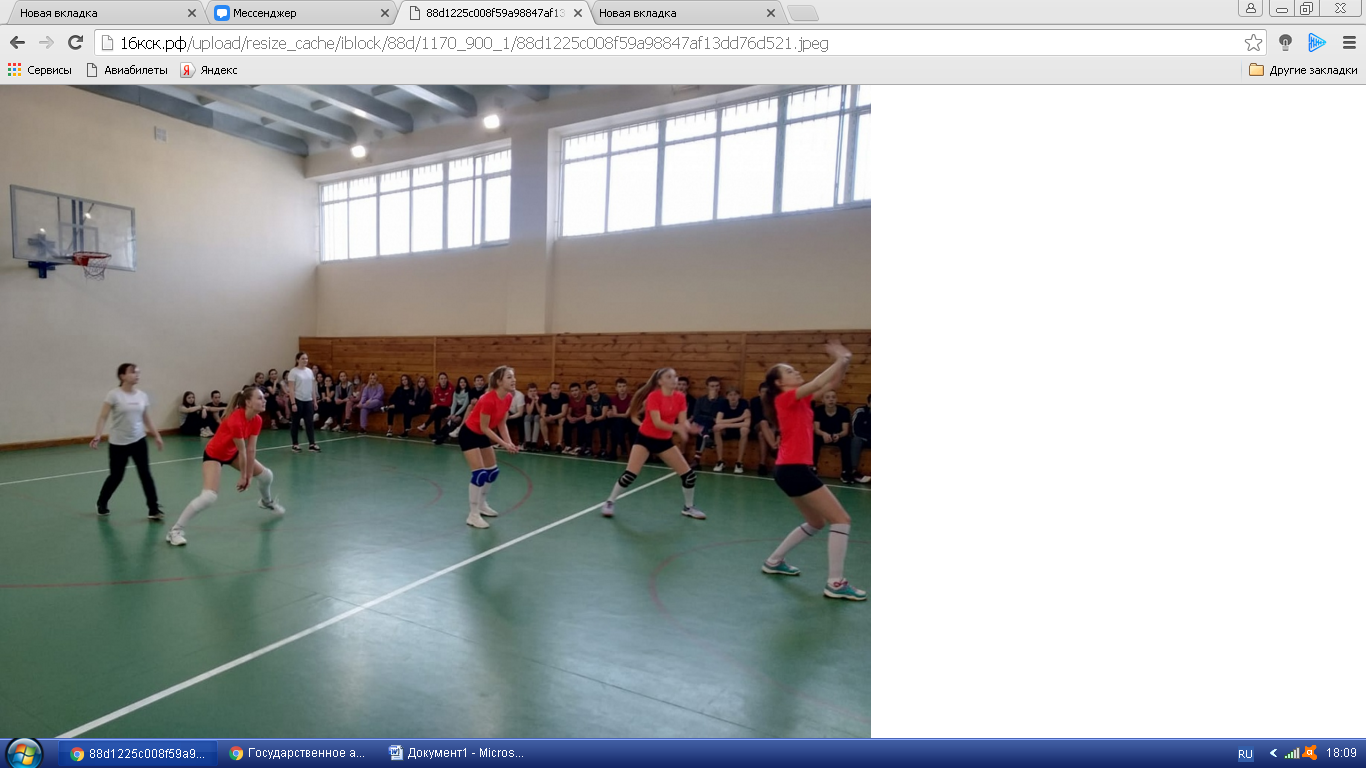 Новая вкладка
Мессенджер
88d1225c008f59a98847af13
Новая вкладка
16кск.рф/upload/resize_cache/iblock/88d/1170_900_1/88d1225c008f59a98847af13dd76d521.jpeg
Сервисы
Авиабилеты
Яндекс
Другие закладки
88d1225c008f59a9...
Государственное а...
Документ1 - Micros...
RU
18:09